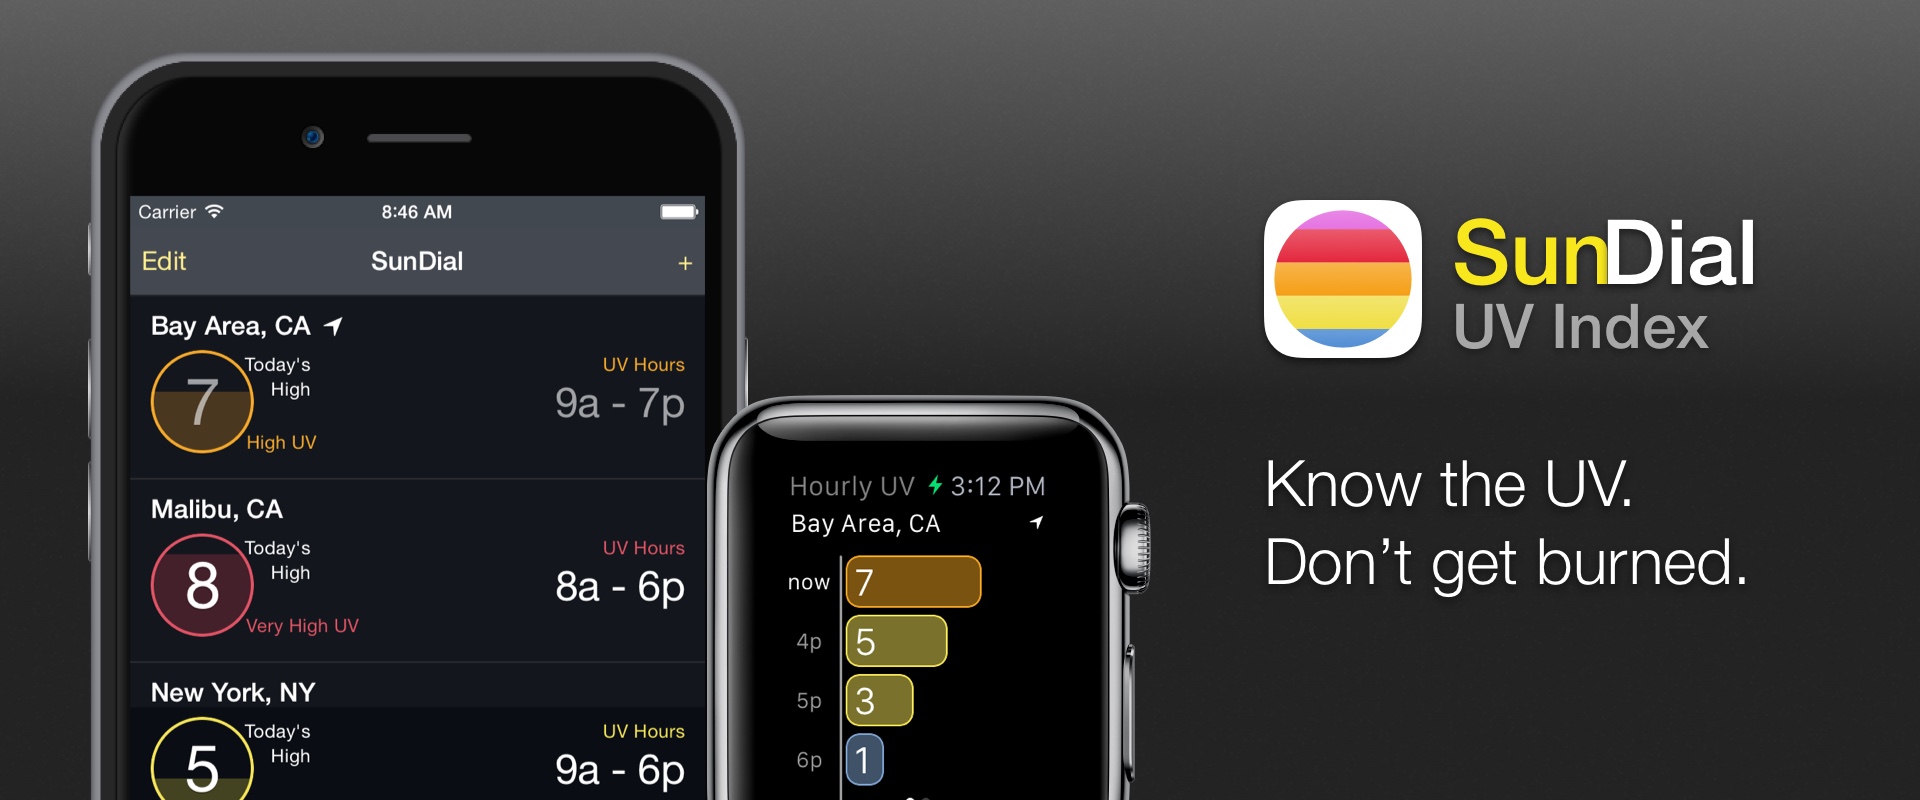 Carrier 8:46 AM
Edit SunDial +
Bay Area, CA
7 Today's High
High UV
UV Hours
9a - 7p
Malibu, CA
8 Today's High
Very High UV
UV Hours
8a - 6p
New York, NY
5 Today's High
UV Hours
9a - 6p
Hourly UV 3:12 PM
Bay Area, CA
now 7
4p 5
5p 3
6p 1
SunDial
UV Index
Know the UV.
Don't get burned.